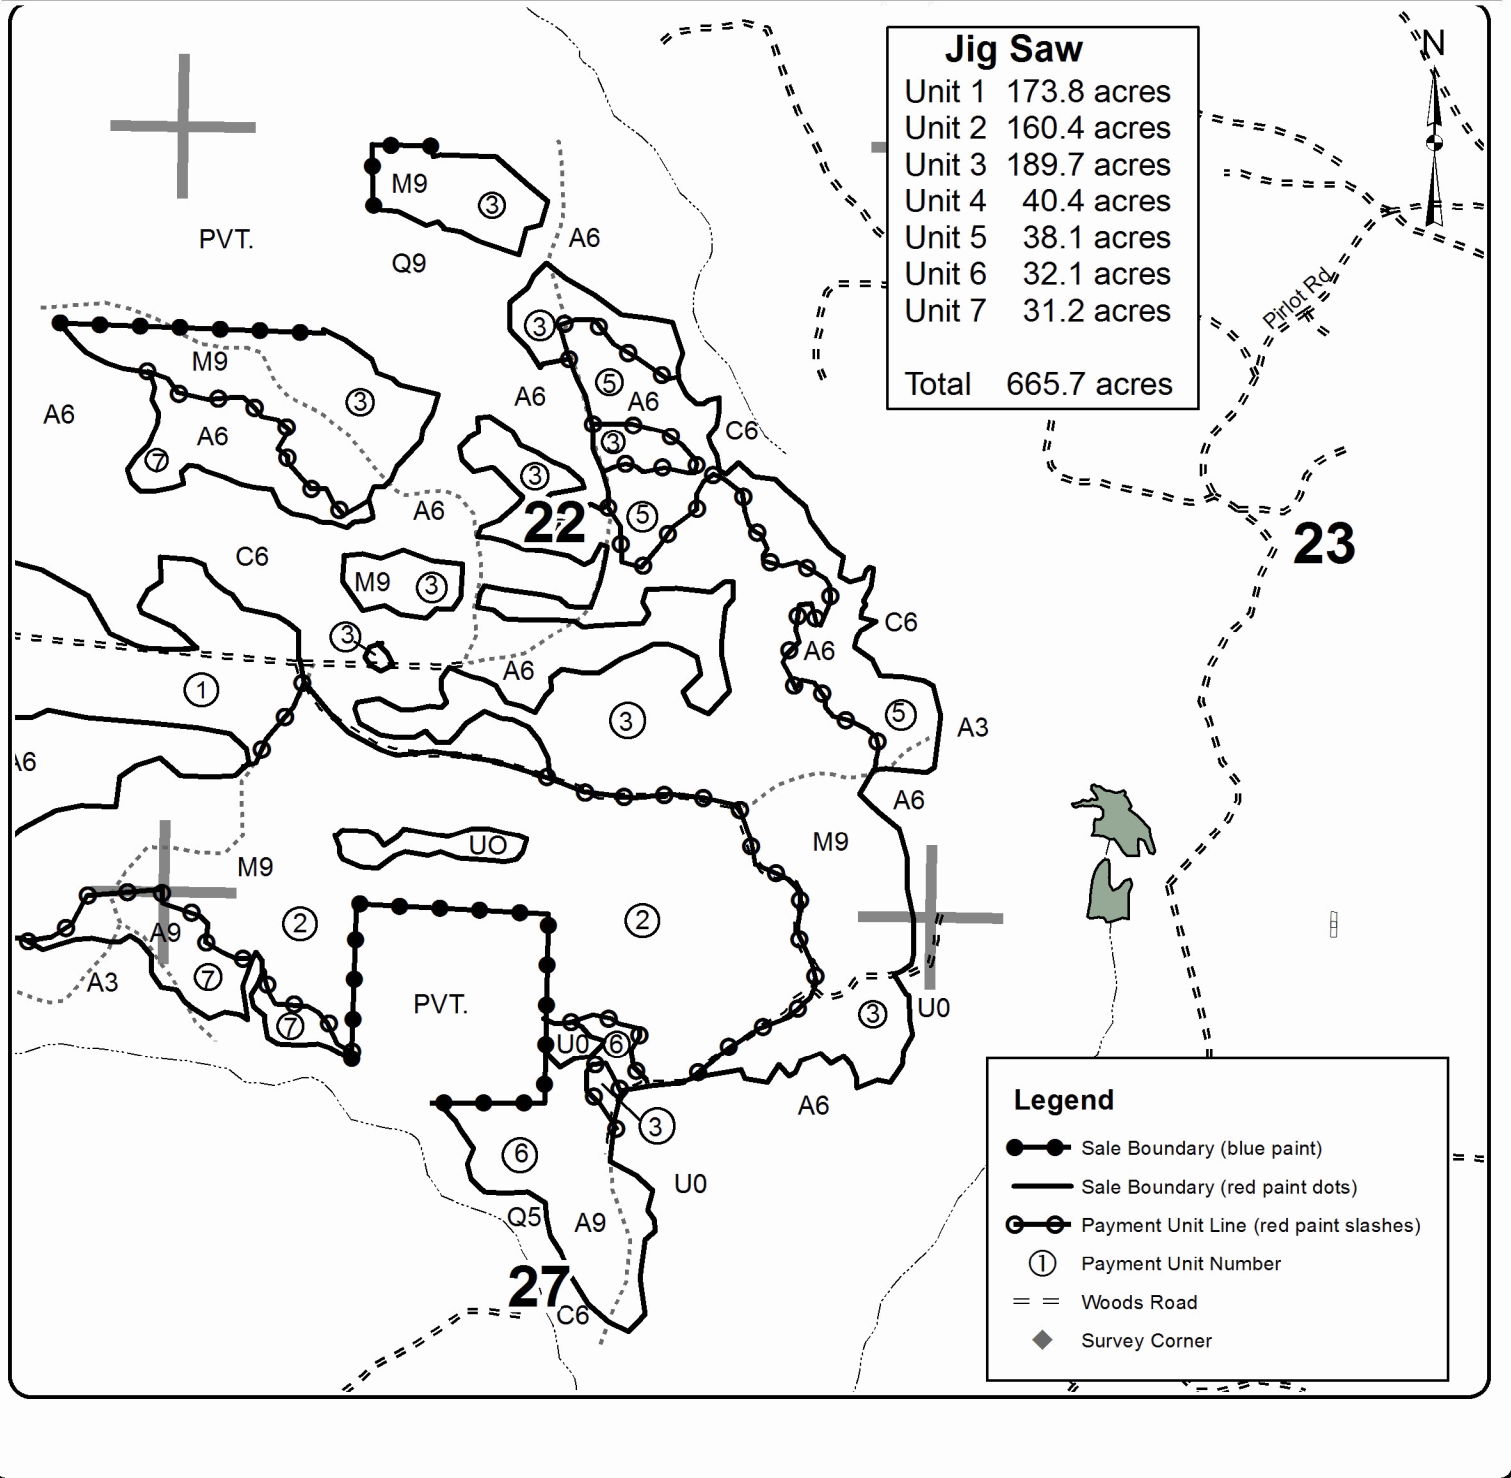 Jig Saw
Unit 1 173.8 acres
Unit 2 160.4 acres
Unit 3 189.7 acres
Unit 4 40.4 acres
Unit 5 38.1 acres
Unit 6 32.1 acres
Unit 7 31.2 acres
Total 665.7 acres
N
Pirlot Rd
M9
3
PVT.
A6
Q9
3
M9
5
3
A6
A6
A6
A6
C6
3
7
3
A6
22
5
23
C6
M9
3
3
C6
A6
A6
1
3
5
A3
A6
A6
M9
UO
M9
2
2
A9
A3
7
PVT.
3
U0
7
U0
6
A6
3
6
U0
Q5
A9
27
C6
Legend
Sale Boundary (blue paint)
Sale Boundary (red paint dots)
Payment Unit Line (red paint slashes)
1 Payment Unit Number
Woods Road
Survey Corner